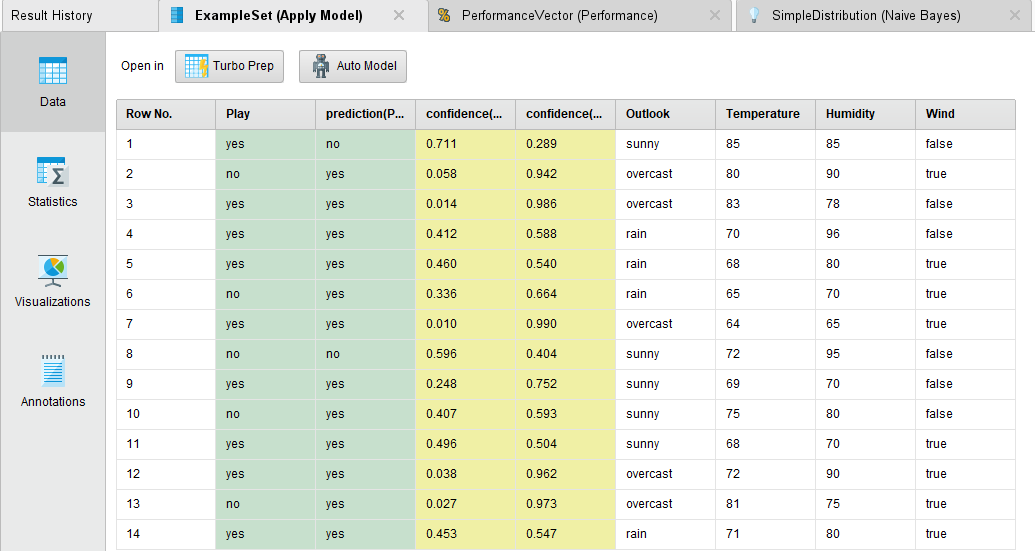 Result History ExampleSet (Apply Model) PerformanceVector (Performance) SimpleDistribution (Naive Bayes)
Open in Turbo Prep Auto Model
Data
Statistics
Visualizations
Annotations
Row No. Play prediction(P... confidence(... confidence(... Outlook Temperature Humidity Wind
1 yes no 0.711 0.289 sunny 85 85 false
2 no yes 0.058 0.942 overcast 80 90 true
3 yes yes 0.014 0.986 overcast 83 78 false
4 yes yes 0.412 0.588 rain 70 96 false
5 yes yes 0.460 0.540 rain 68 80 true
6 no yes 0.336 0.664 rain 65 70 true
7 yes yes 0.010 0.990 overcast 64 65 true
8 no no 0.596 0.404 sunny 72 95 false
9 yes yes 0.248 0.752 sunny 69 70 false
10 no yes 0.407 0.593 sunny 75 80 false
11 yes yes 0.496 0.504 sunny 68 70 true
12 yes yes 0.038 0.962 overcast 72 90 true
13 no yes 0.027 0.973 overcast 81 75 true
14 yes yes 0.453 0.547 rain 71 80 true